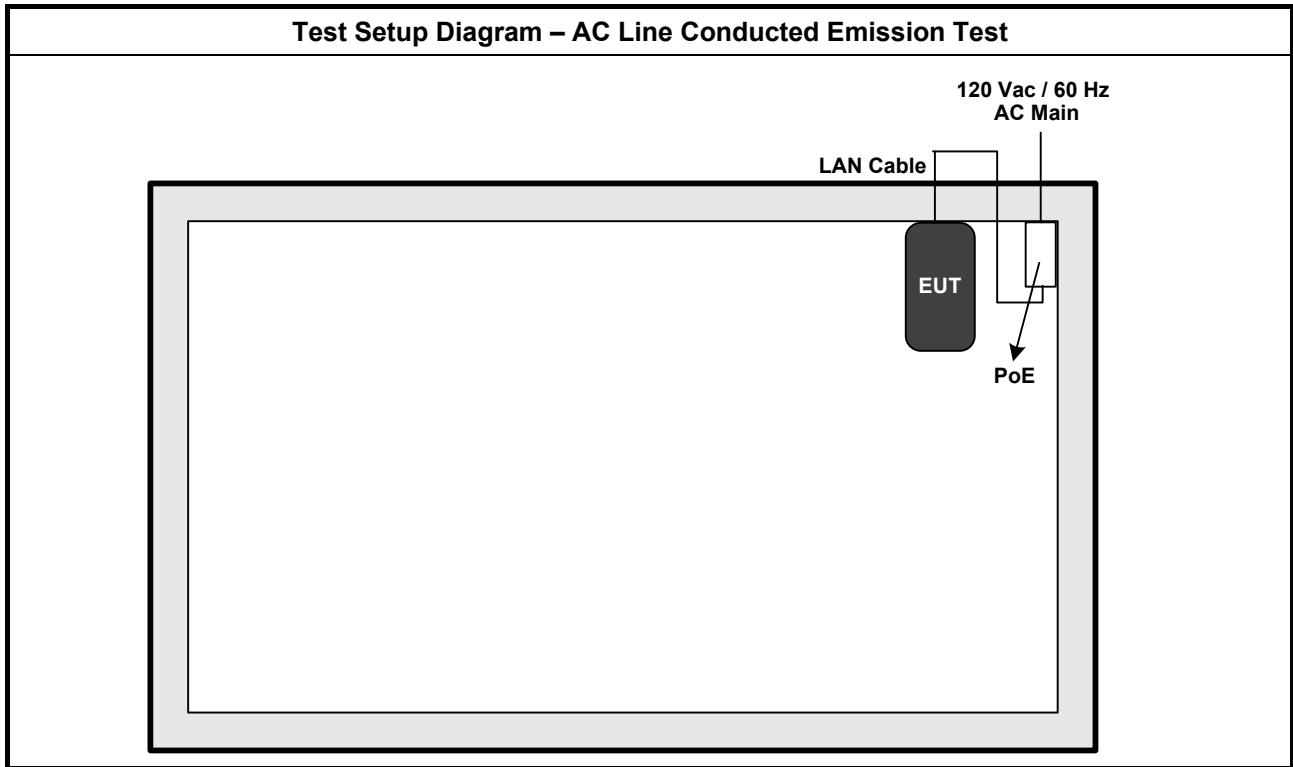 Test Setup Diagram – AC Line Conducted Emission Test
120 Vac / 60 Hz
AC Main
LAN Cable
EUT
PoE